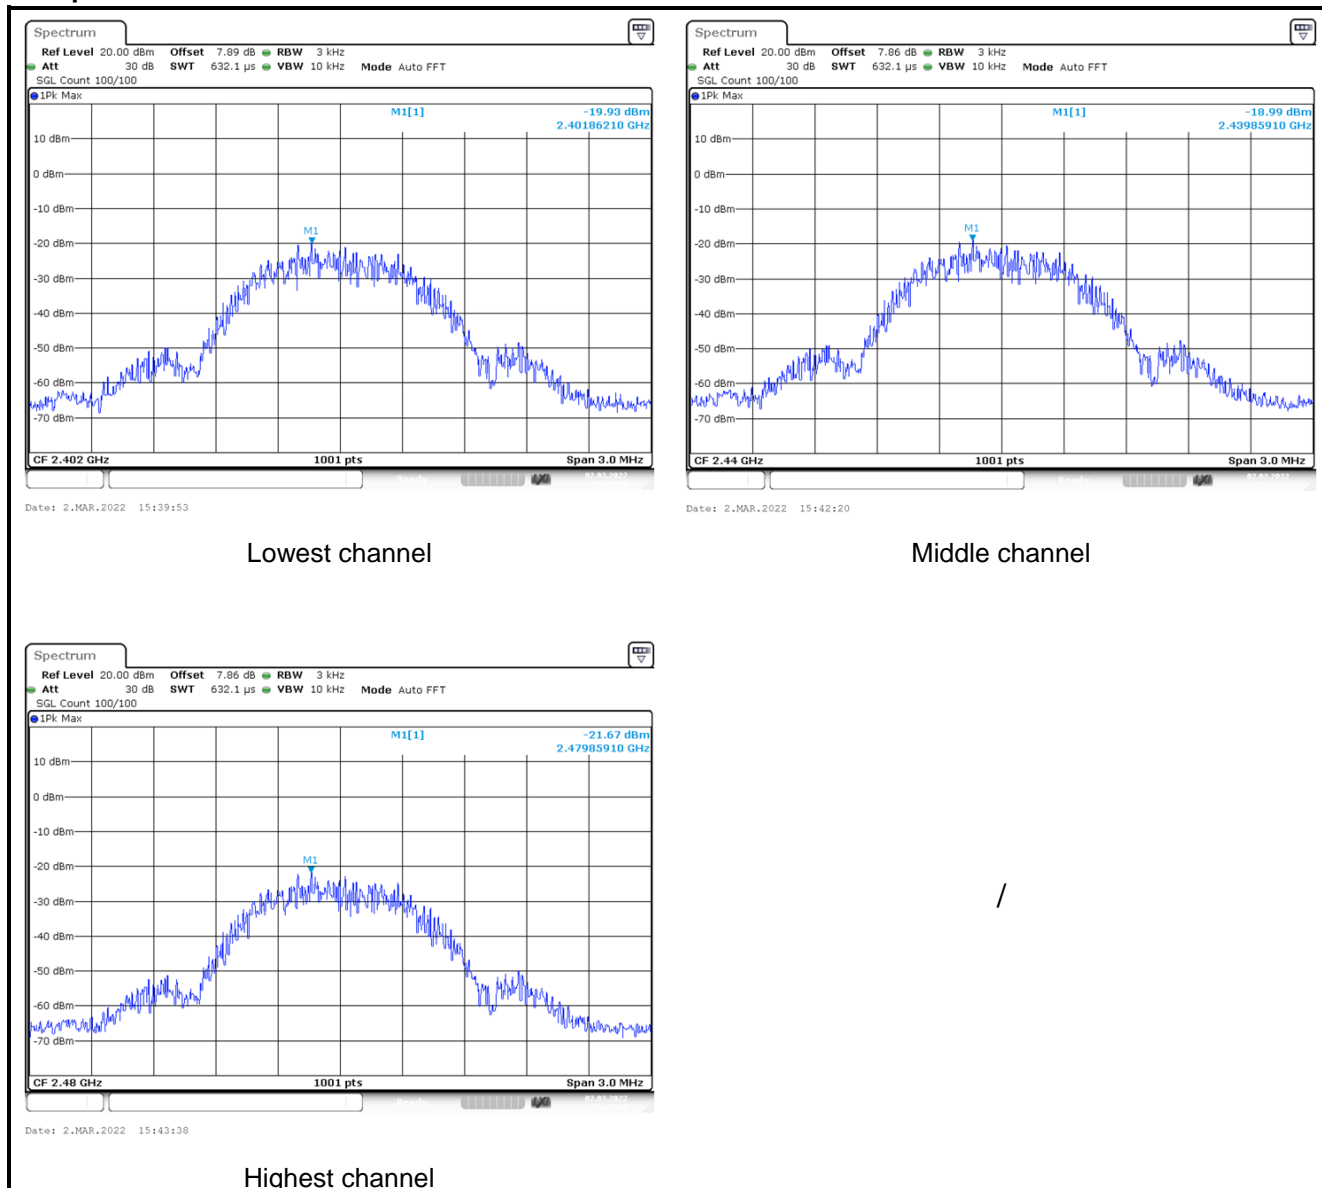 Spectrum
Ref Level 20.00 dBm Offset 7.89 dB RBW 3 kHz
Att 30 dB SWT 632.1 µs VBW 10 kHz Mode Auto FFT
SGL Count 100/100
1Pk Max
M1[1] -19.93 dBm
2.40186210 GHz
10 dBm
0 dBm
-10 dBm
M1
-20 dBm
-30 dBm
-40 dBm
-50 dBm
-60 dBm
-70 dBm
CF 2.402 GHz 1001 pts Span 3.0 MHz
Ready 02.03.2022
Date: 2.MAR.2022 15:39:53
Lowest channel
Spectrum
Ref Level 20.00 dBm Offset 7.86 dB RBW 3 kHz
Att 30 dB SWT 632.1 µs VBW 10 kHz Mode Auto FFT
SGL Count 100/100
1Pk Max
M1[1] -18.99 dBm
2.43985910 GHz
10 dBm
0 dBm
-10 dBm
M1
-20 dBm
-30 dBm
-40 dBm
-50 dBm
-60 dBm
-70 dBm
CF 2.44 GHz 1001 pts Span 3.0 MHz
Ready 02.03.2022
Date: 2.MAR.2022 15:42:20
Middle channel
Spectrum
Ref Level 20.00 dBm Offset 7.86 dB RBW 3 kHz
Att 30 dB SWT 632.1 µs VBW 10 kHz Mode Auto FFT
SGL Count 100/100
1Pk Max
M1[1] -21.67 dBm
2.47985910 GHz
10 dBm
0 dBm
-10 dBm
M1
-20 dBm
-30 dBm
-40 dBm
-50 dBm
-60 dBm
-70 dBm
CF 2.48 GHz 1001 pts Span 3.0 MHz
Ready 02.03.2022
Date: 2.MAR.2022 15:43:38
Highest channel
/